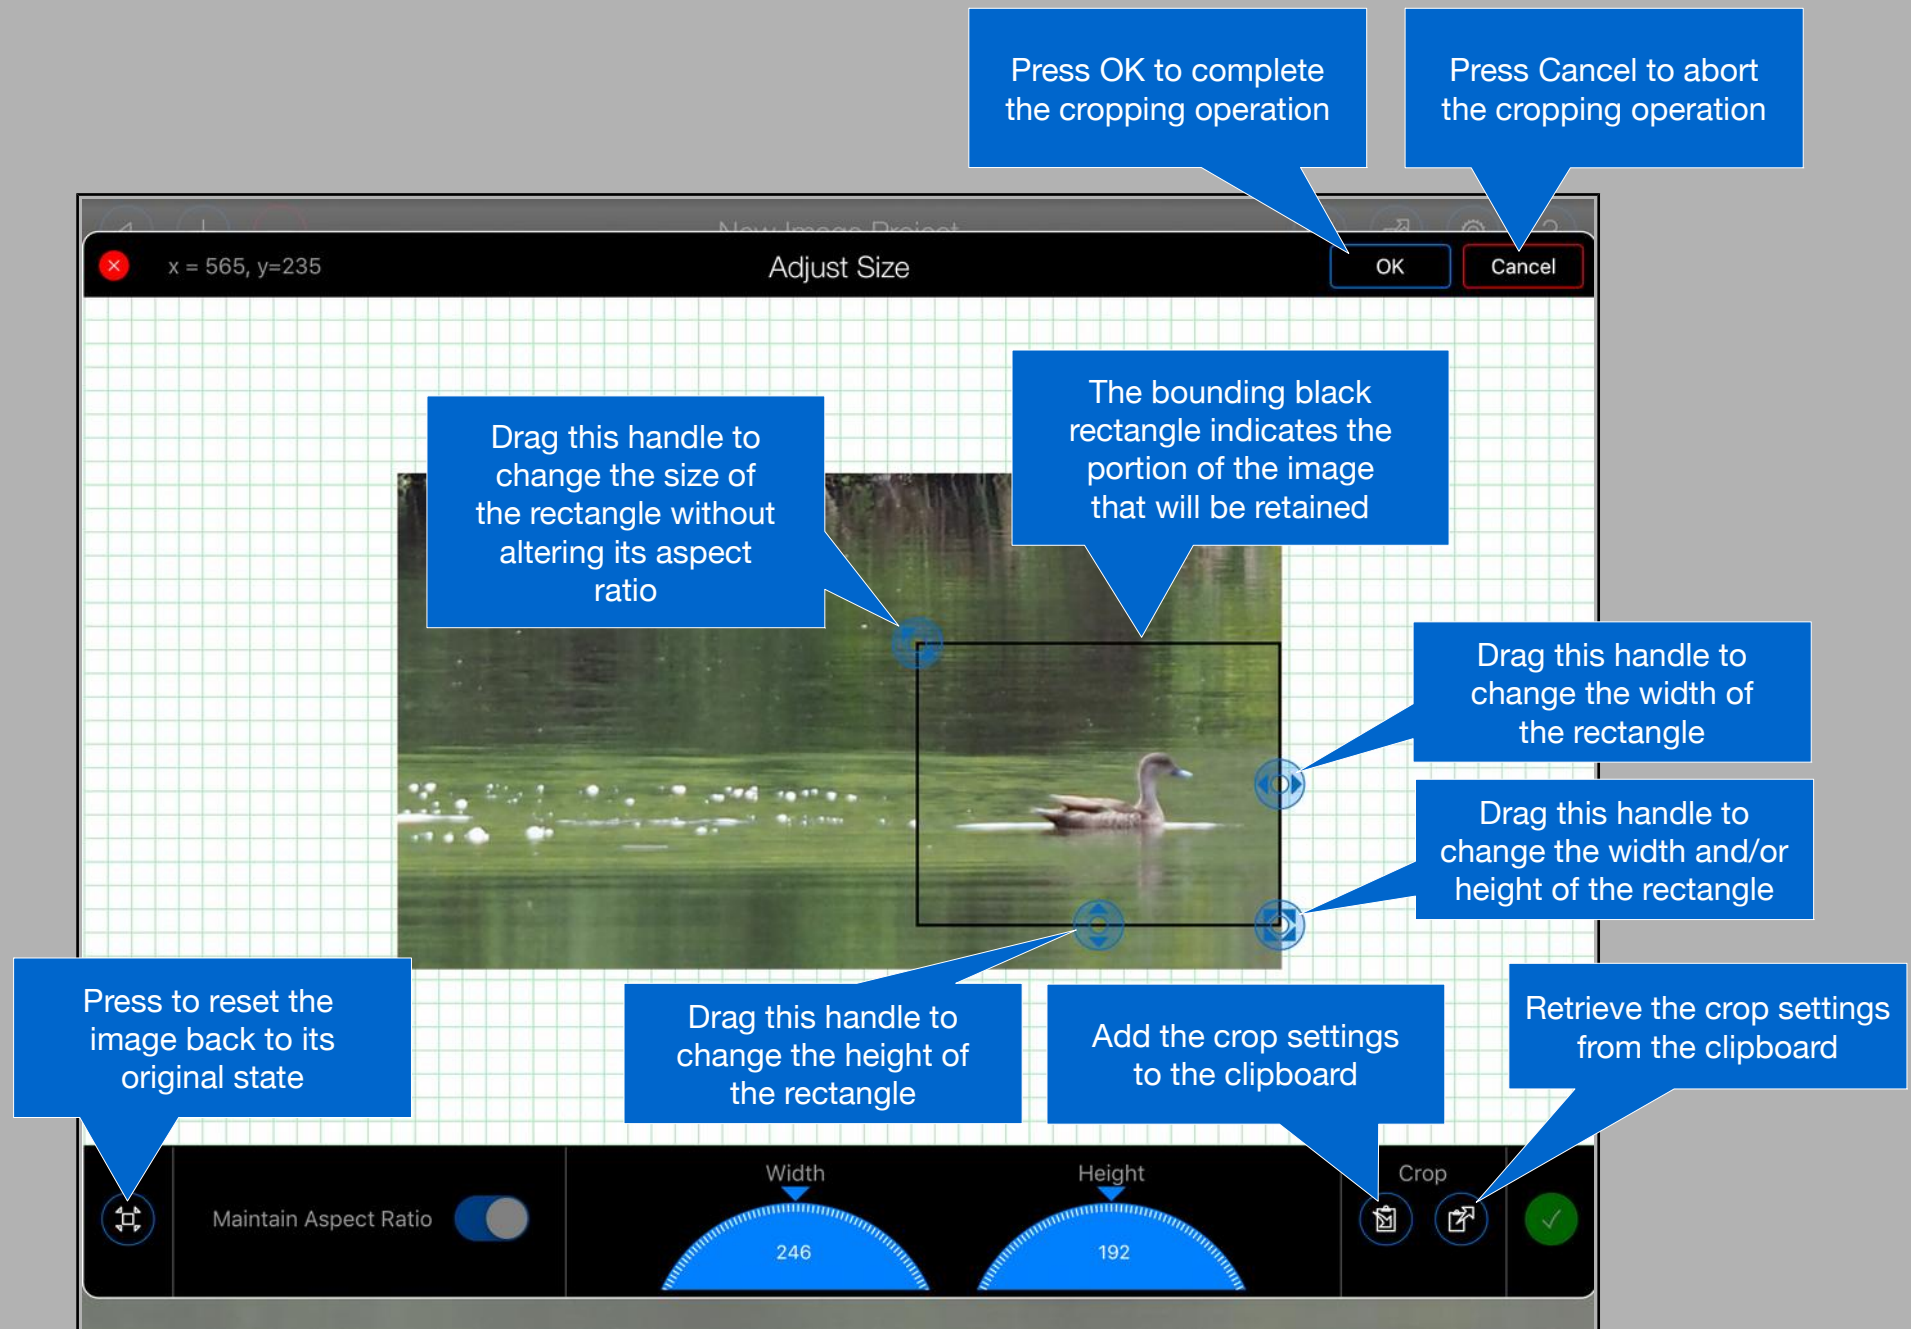 Press OK to complete
the cropping operation
Press Cancel to abort
the cropping operation
New Image Project
x = 565, y=235
Adjust Size
OK
Cancel
The bounding black
rectangle indicates the
portion of the image
that will be retained
Drag this handle to
change the size of
the rectangle without
altering its aspect
ratio
Drag this handle to
change the width of
the rectangle
Drag this handle to
change the width and/or
height of the rectangle
Press to reset the
image back to its
original state
Drag this handle to
change the height of
the rectangle
Add the crop settings
to the clipboard
Retrieve the crop settings
from the clipboard
Maintain Aspect Ratio
Width
246
Height
192
Crop